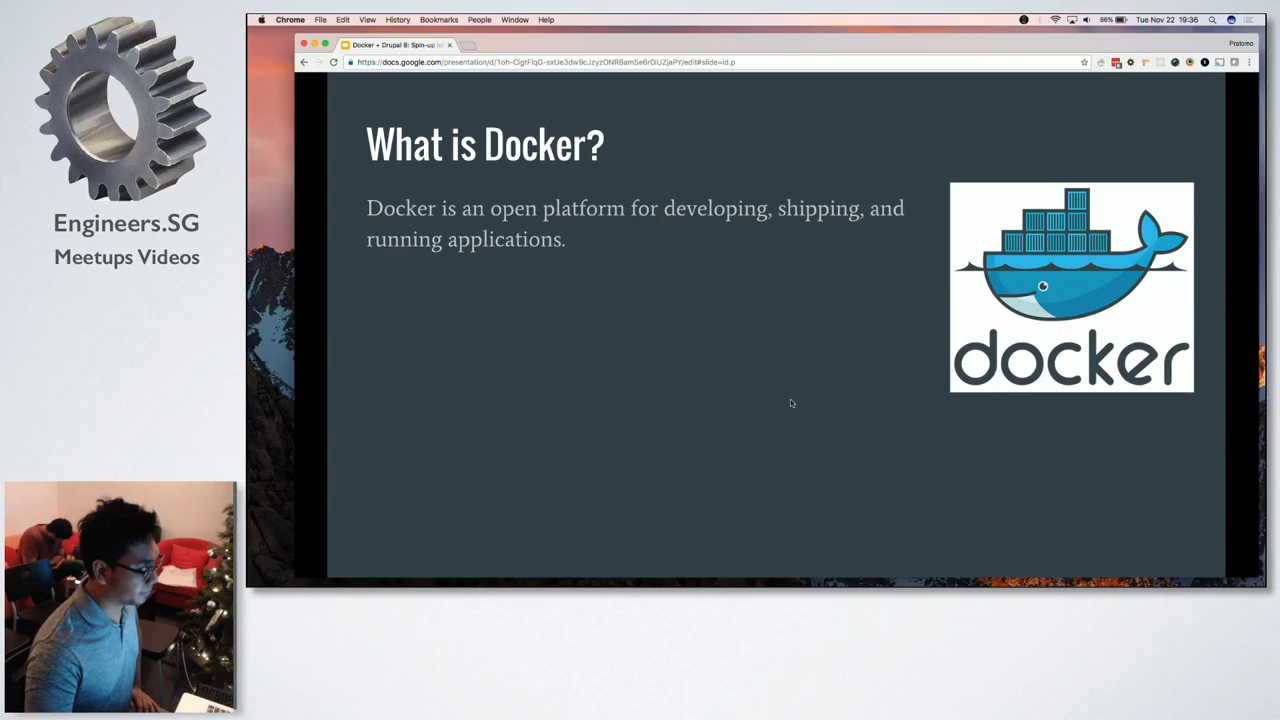 Chrome File Edit View History Bookmarks People Window Help
86% Tue Nov 22 19:36
Docker + Drupal 8: Spin-up
Pratomo
Engineers.SG
Meetups Videos
What is Docker?
Docker is an open platform for developing, shipping, and
running applications.
docker